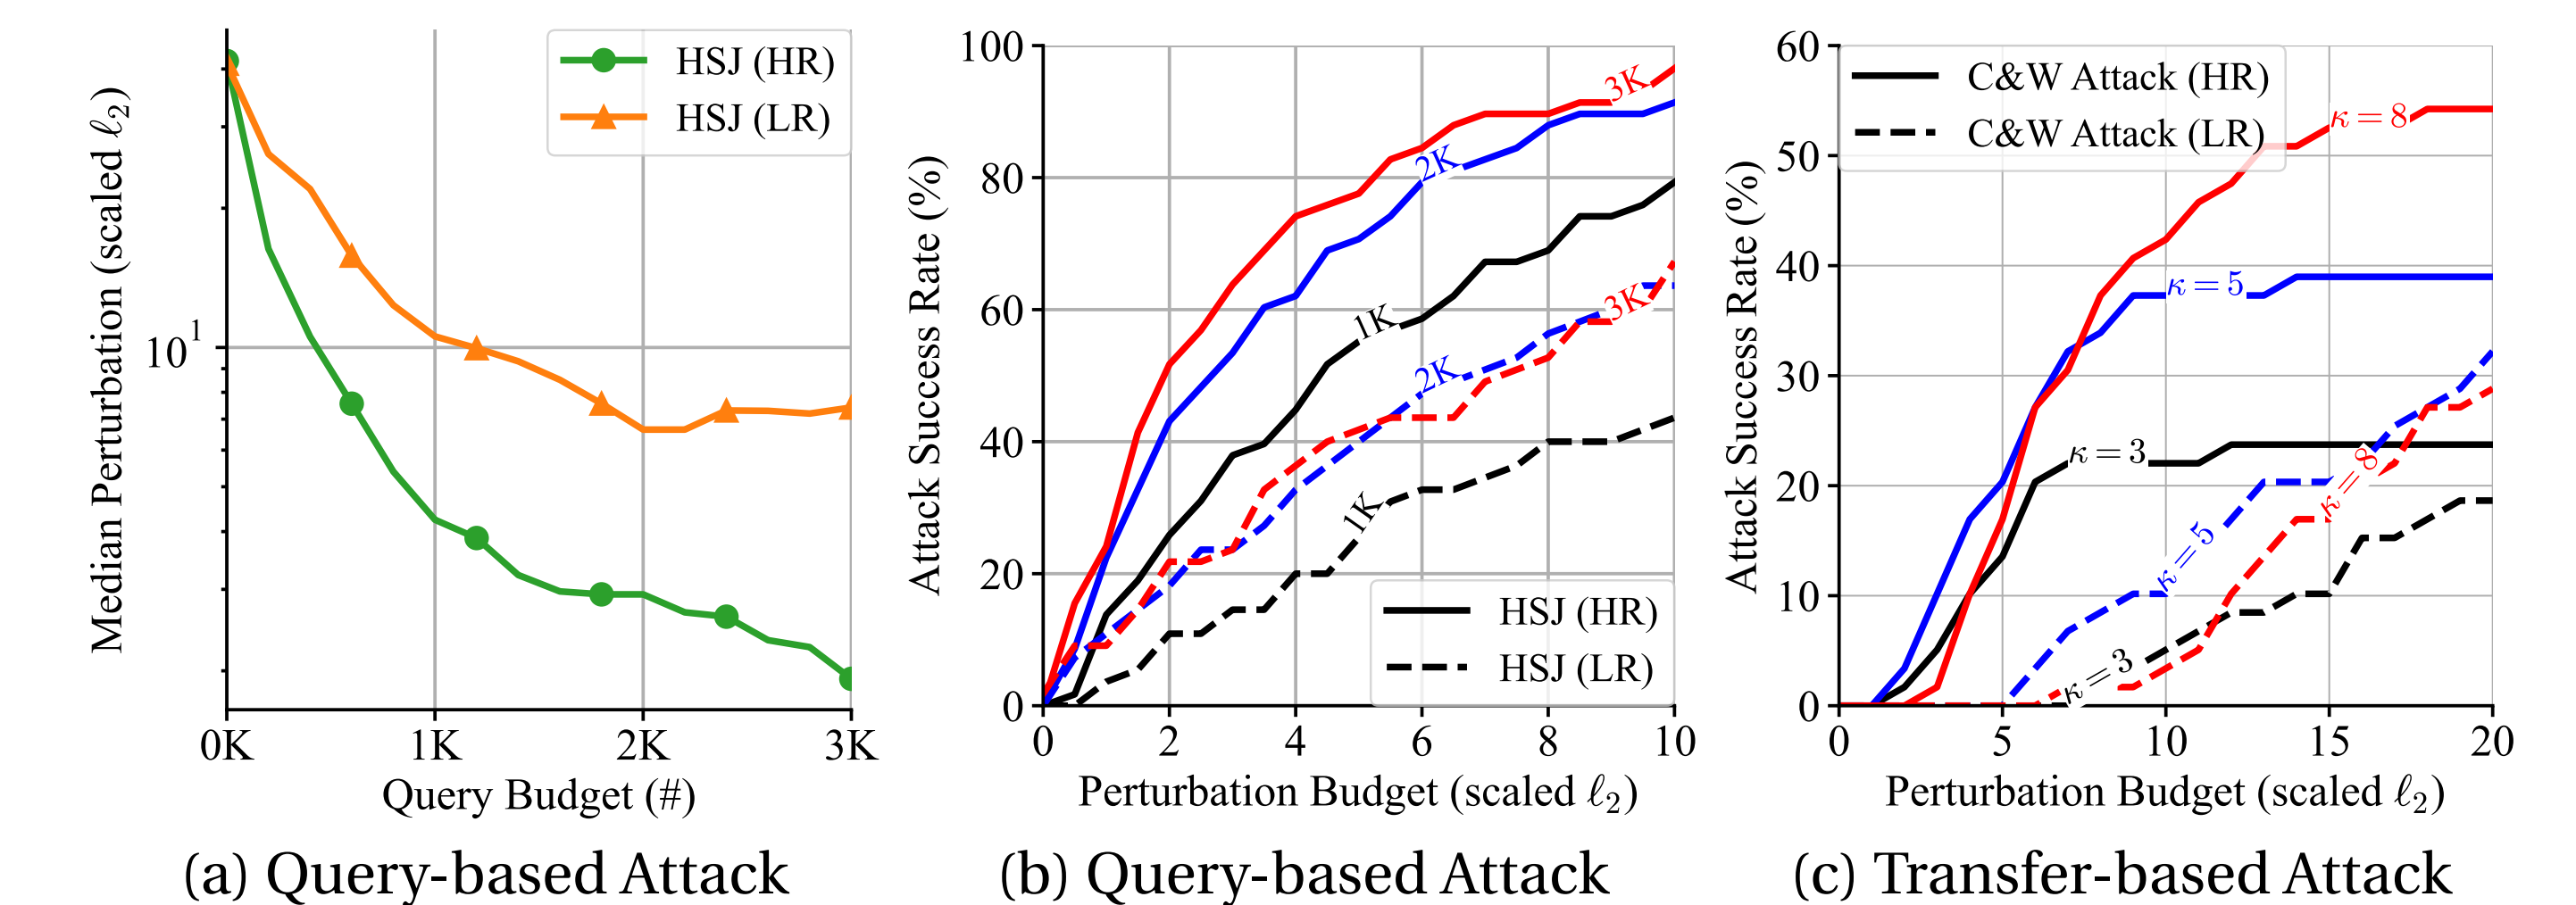 Median Perturbation (scaled ℓ₂)
10¹
HSJ (HR)
HSJ (LR)
0K 1K 2K 3K
Query Budget (#)
(a) Query-based Attack
Attack Success Rate (%)
100
80
60
40
20
0
3K
2K
1K
3K
2K
1K
HSJ (HR)
HSJ (LR)
0 2 4 6 8 10
Perturbation Budget (scaled ℓ₂)
(b) Query-based Attack
Attack Success Rate (%)
60
50
40
30
20
10
0
C&W Attack (HR)
C&W Attack (LR)
κ = 8
κ = 5
κ = 3
κ = 8
κ = 5
κ = 3
0 5 10 15 20
Perturbation Budget (scaled ℓ₂)
(c) Transfer-based Attack